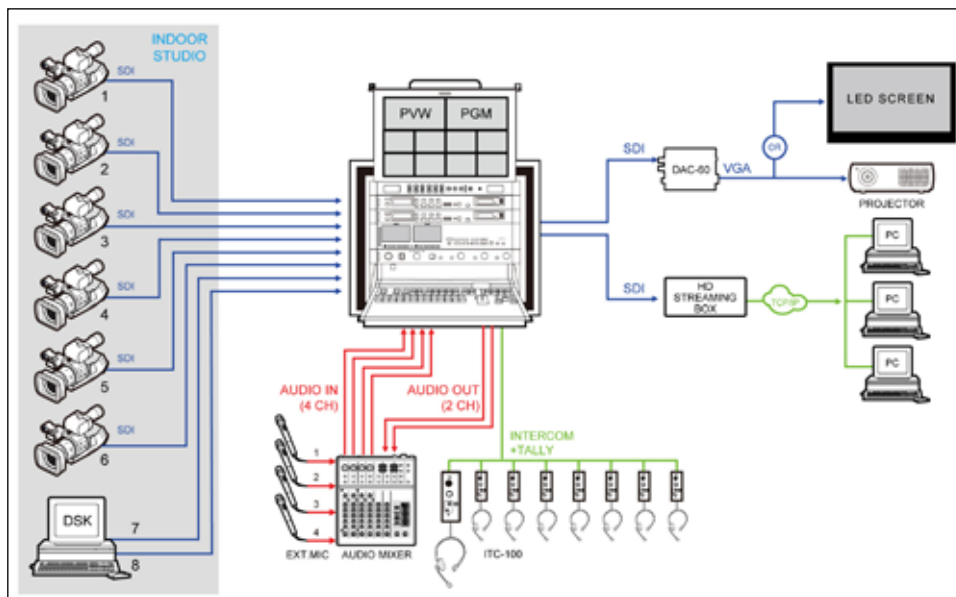 INDOOR
STUDIO
SDI
1
SDI
2
SDI
3
SDI
4
SDI
5
SDI
6
DSK
7
8
PVW
PGM
SDI
DAC-60
VGA
OR
LED SCREEN
PROJECTOR
SDI
HD
STREAMING
BOX
TCP/IP
PC
PC
PC
AUDIO IN
(4 CH)
AUDIO OUT
(2 CH)
INTERCOM
+TALLY
1
2
3
4
EXT.MIC
AUDIO MIXER
ITC-100